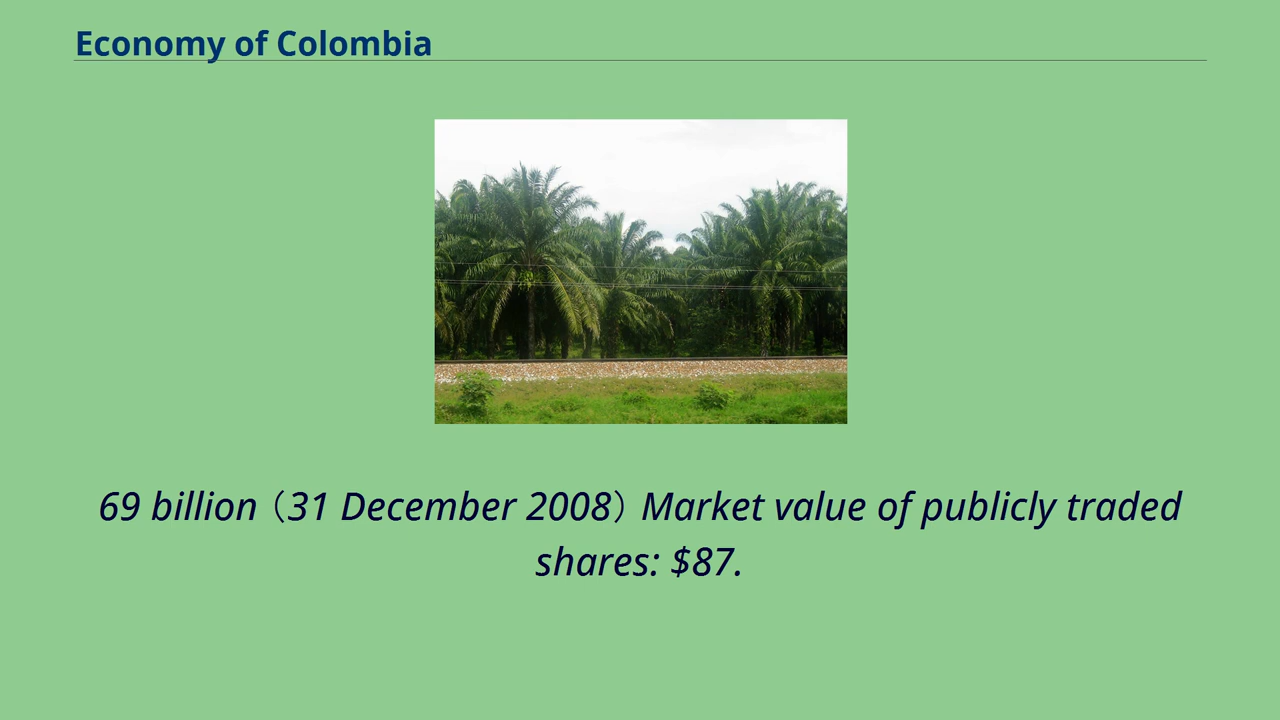 Economy of Colombia
69 billion (31 December 2008) Market value of publicly traded
shares: $87.